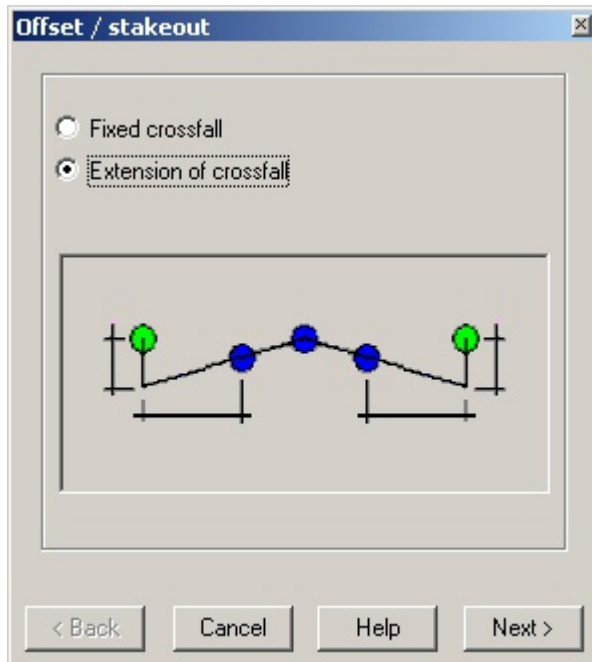 Offset / stakeout
Fixed crossfall
Extension of crossfall
< Back
Cancel
Help
Next >